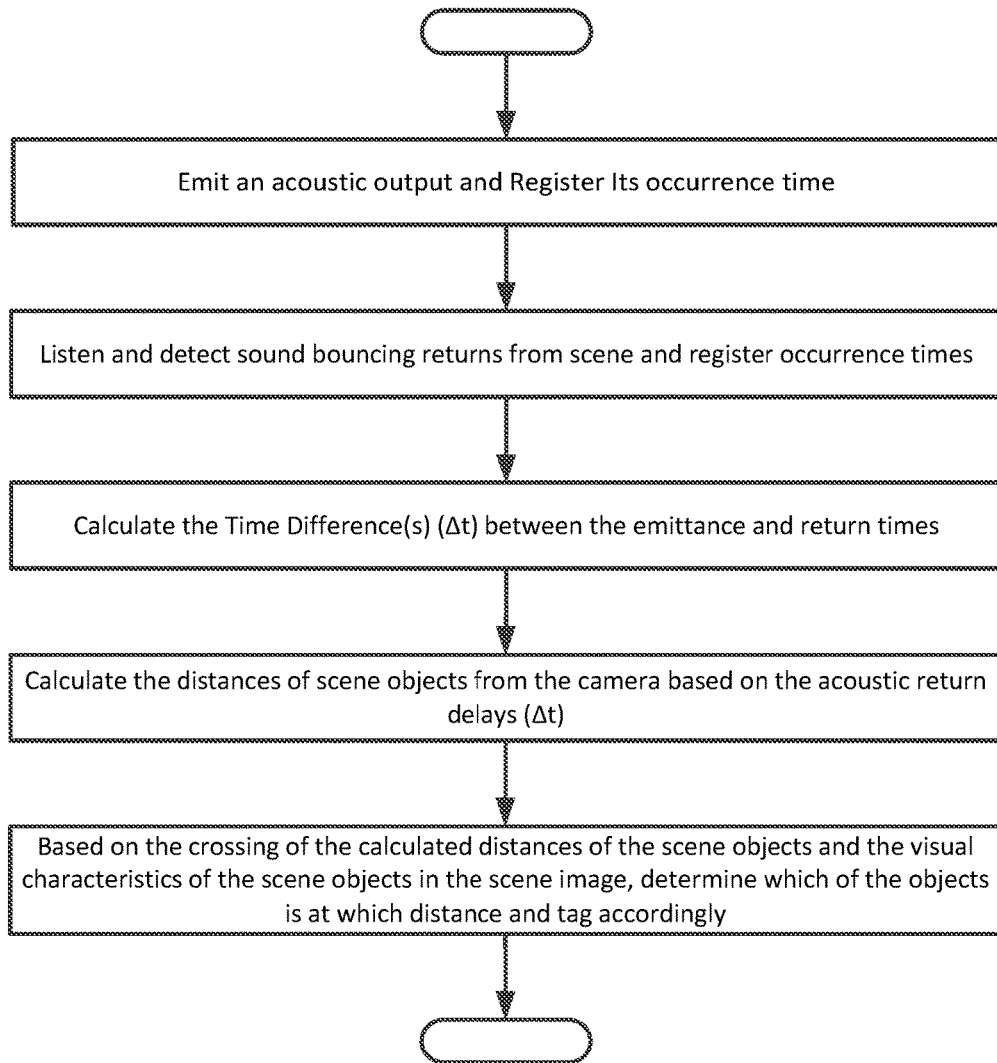 Emit an acoustic output and Register Its occurrence time
Listen and detect sound bouncing returns from scene and register occurrence times
Calculate the Time Difference(s) (Δt) between the emittance and return times
Calculate the distances of scene objects from the camera based on the acoustic return
delays (Δt)
Based on the crossing of the calculated distances of the scene objects and the visual
characteristics of the scene objects in the scene image, determine which of the objects
is at which distance and tag accordingly